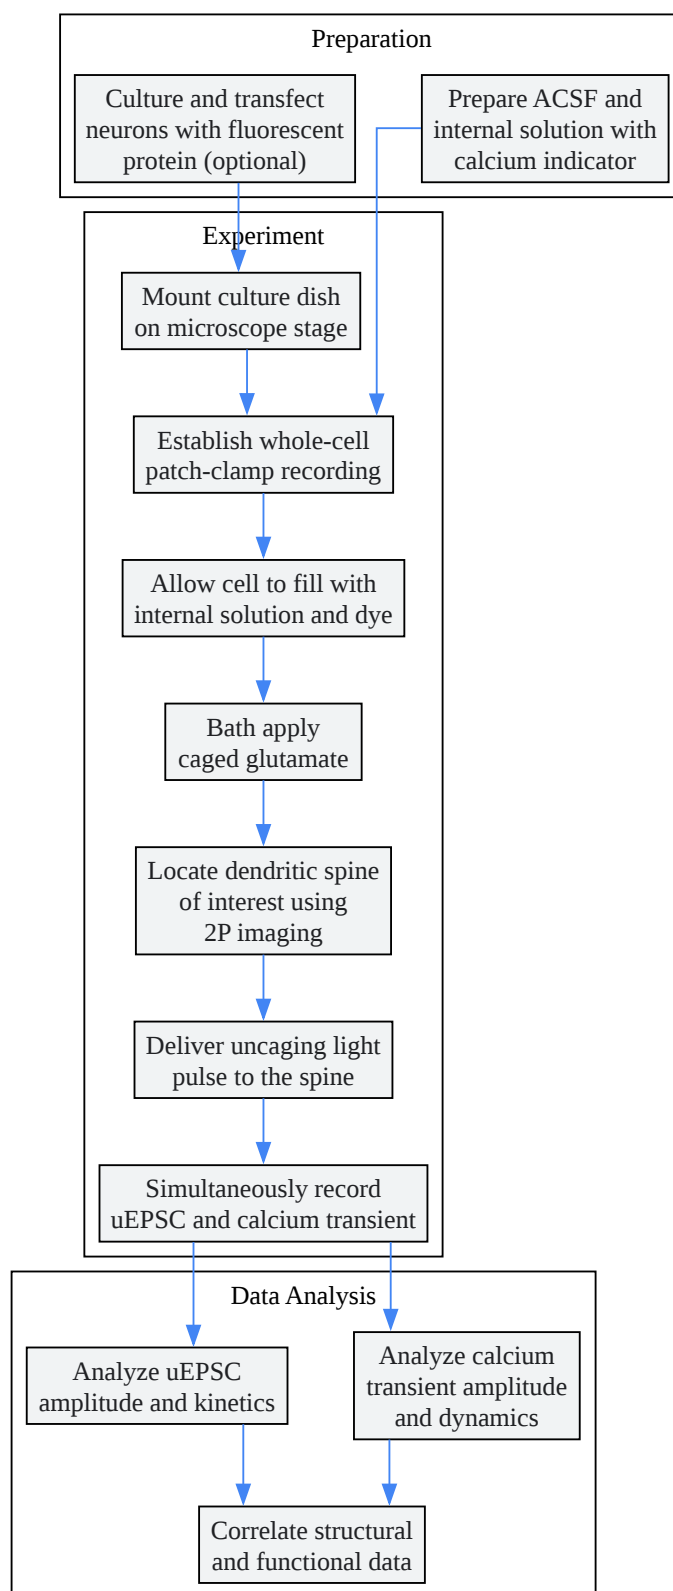 Preparation
Culture and transfect
neurons with fluorescent
protein (optional)
Prepare ACSF and
internal solution with
calcium indicator
Experiment
Mount culture dish
on microscope stage
Establish whole-cell
patch-clamp recording
Allow cell to fill with
internal solution and dye
Bath apply
caged glutamate
Locate dendritic spine
of interest using
2P imaging
Deliver uncaging light
pulse to the spine
Simultaneously record
uEPSC and calcium transient
Data Analysis
Analyze uEPSC
amplitude and kinetics
Analyze calcium
transient amplitude
and dynamics
Correlate structural
and functional data